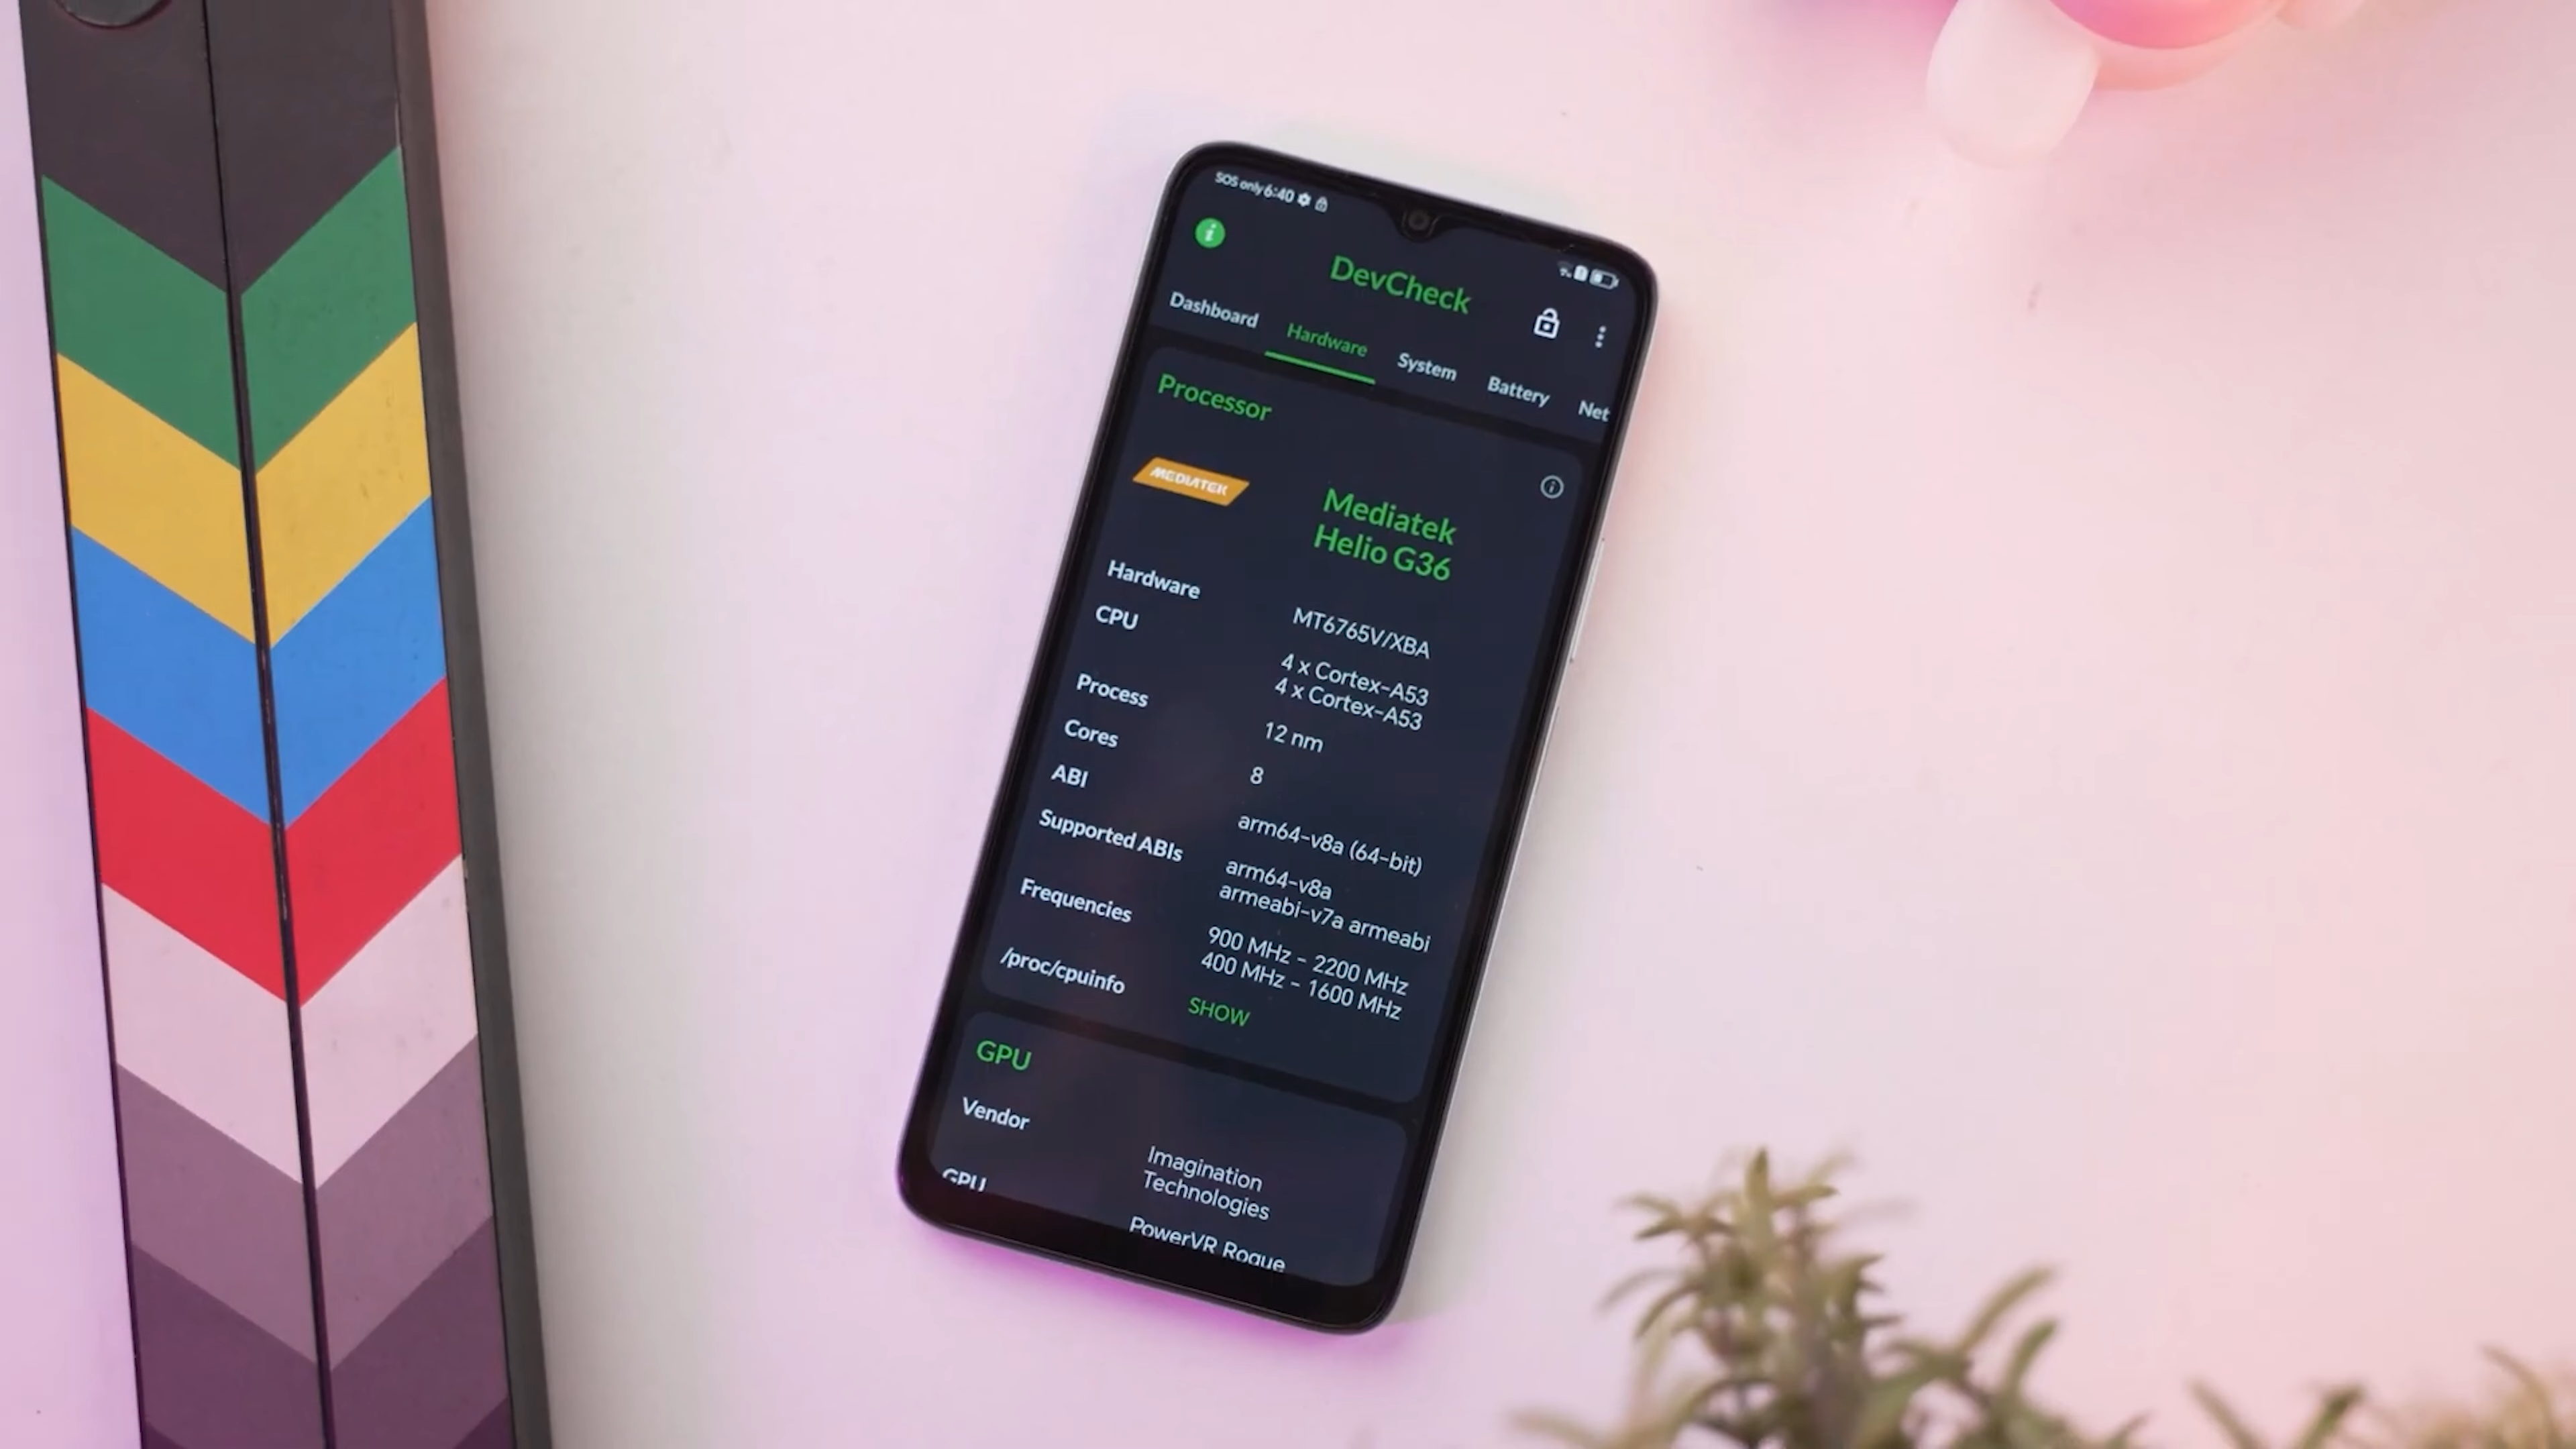 SOS only 6:40
DevCheck
Dashboard Hardware System Battery Net
Processor
MEDIATEK
Mediatek
Helio G36
Hardware MT6765V/XBA
CPU 4 x Cortex-A53
4 x Cortex-A53
Process 12 nm
Cores 8
ABI arm64-v8a (64-bit)
Supported ABIs arm64-v8a
armeabi-v7a armeabi
Frequencies 900 MHz - 2200 MHz
400 MHz - 1600 MHz
/proc/cpuinfo SHOW
GPU
Vendor Imagination
Technologies
GPU PowerVR Rogue